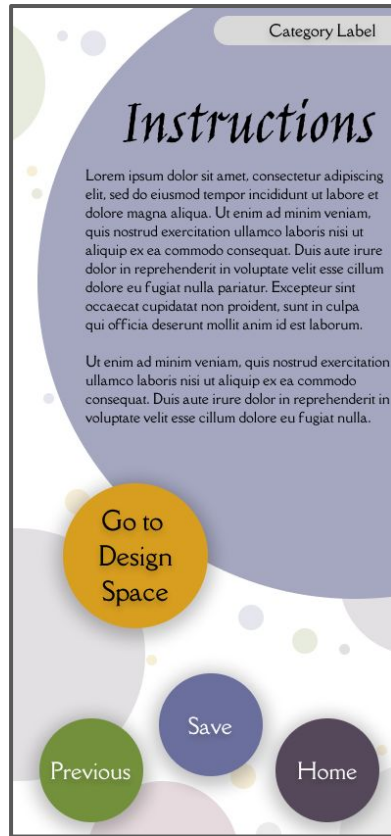 Category Label
Instructions
Lorem ipsum dolor sit amet, consectetur adipiscing
elit, sed do eiusmod tempor incididunt ut labore et
dolore magna aliqua. Ut enim ad minim veniam,
quis nostrud exercitation ullamco laboris nisi ut
aliquip ex ea commodo consequat. Duis aute irure
dolor in reprehenderit in voluptate velit esse cillum
dolore eu fugiat nulla pariatur. Excepteur sint
occaecat cupidatat non proident, sunt in culpa
qui officia deserunt mollit anim id est laborum.
Ut enim ad minim veniam, quis nostrud exercitation
ullamco laboris nisi ut aliquip ex ea commodo
consequat. Duis aute irure dolor in reprehenderit in
voluptate velit esse cillum dolore eu fugiat nulla.
Go to
Design
Space
Save
Previous
Home